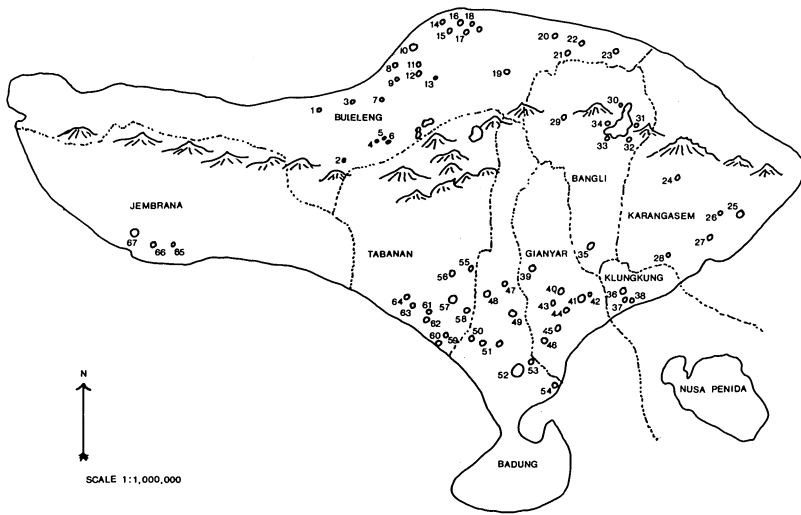 14 16 18
15 17
20 22
10
21 23
8 11
9 12
13
19
1 3 7
30
BULELENG
29 34 31
4 5 6
33 32
2
24
BANGLI
JEMBRANA
KARANGASEM
26 25
67
66 65
27
TABANAN
GIANYAR
35
28
56 55
39
KLUNGKUNG
64 57 48 47 40 41 42 36
63 61 43 37 38
62 58 49 44
60 59 50 51 45
46
52 53
54
N
NUSA PENIDA
BADUNG
SCALE 1:1,000,000